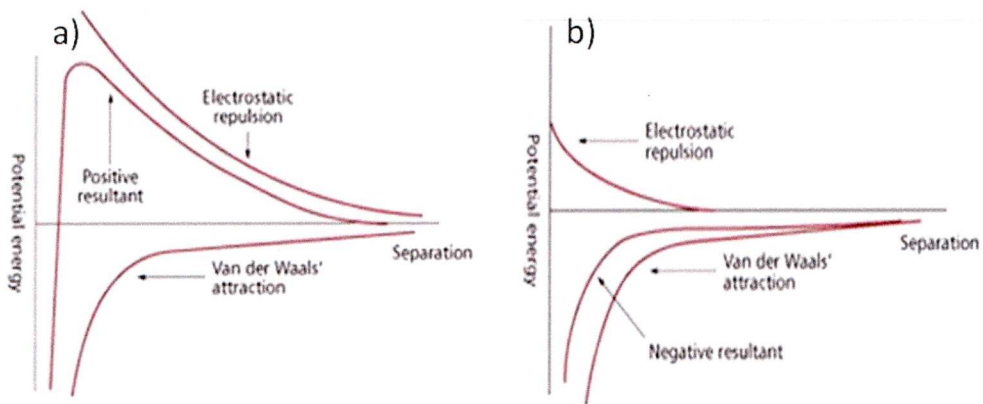 a)
Electrostatic
repulsion
Positive
resultant
Potential energy
Separation
Van der Waals'
attraction
b)
Electrostatic
repulsion
Potential energy
Separation
Van der Waals'
attraction
Negative resultant